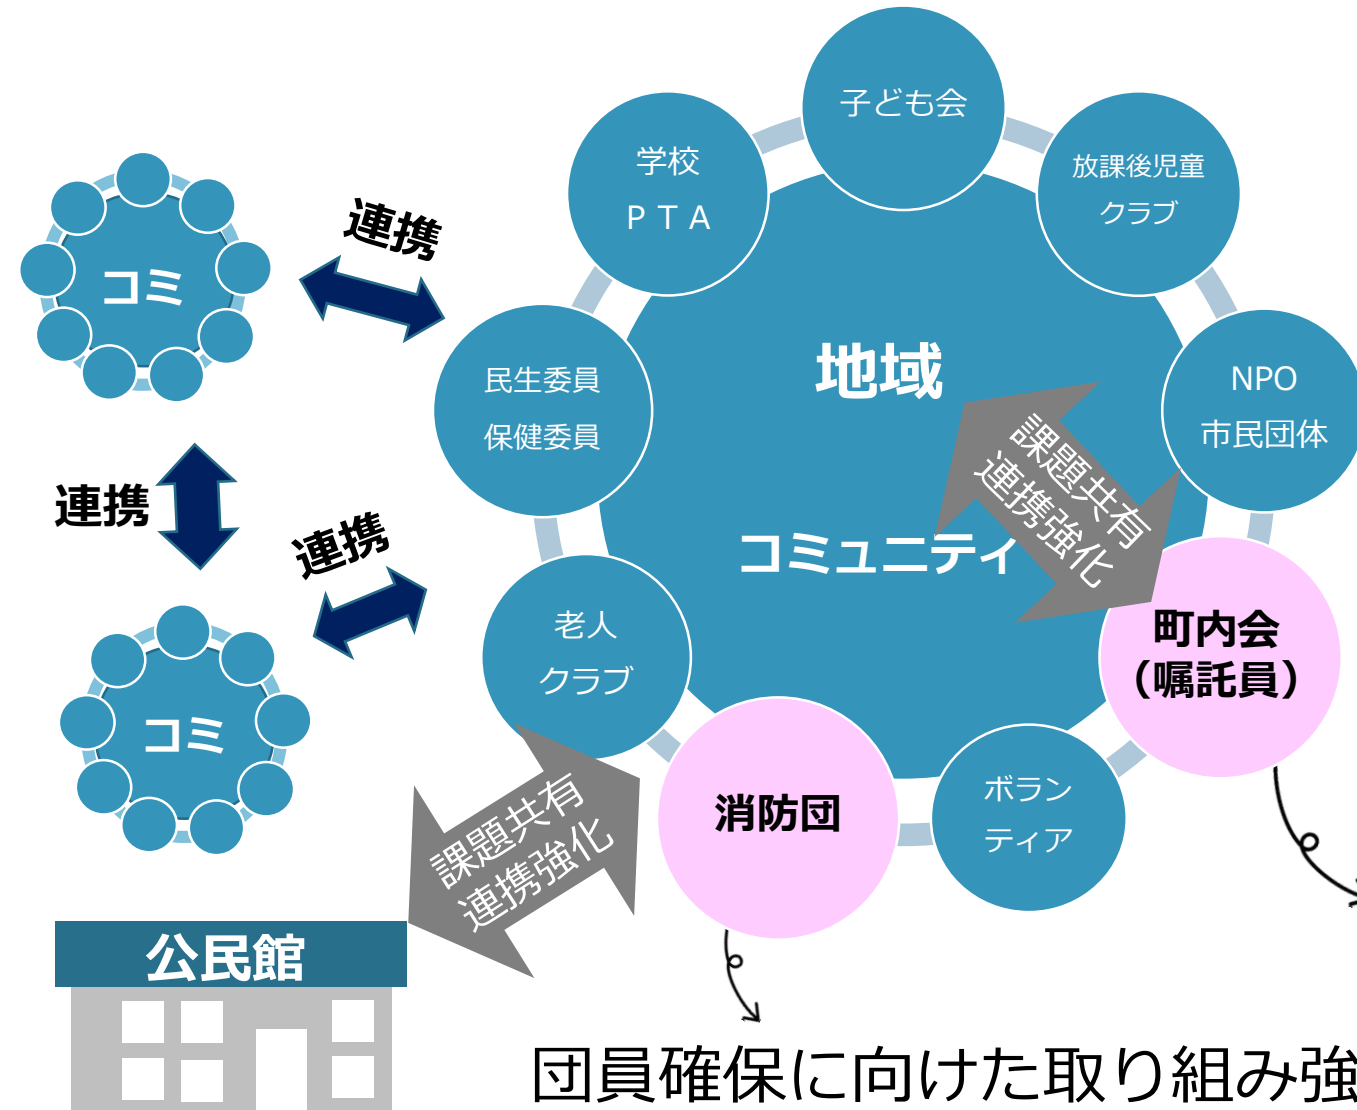 子ども会
学校
ＰＴＡ
放課後児童
クラブ
連携
コミ
地域
コミュニティ
民生委員
保健委員
NPO
市民団体
課題共有
連携強化
連携
連携
老人
クラブ
町内会
（嘱託員）
コミ
消防団
ボラン
ティア
課題共有
連携強化
公民館
団員確保に向けた取り組み強